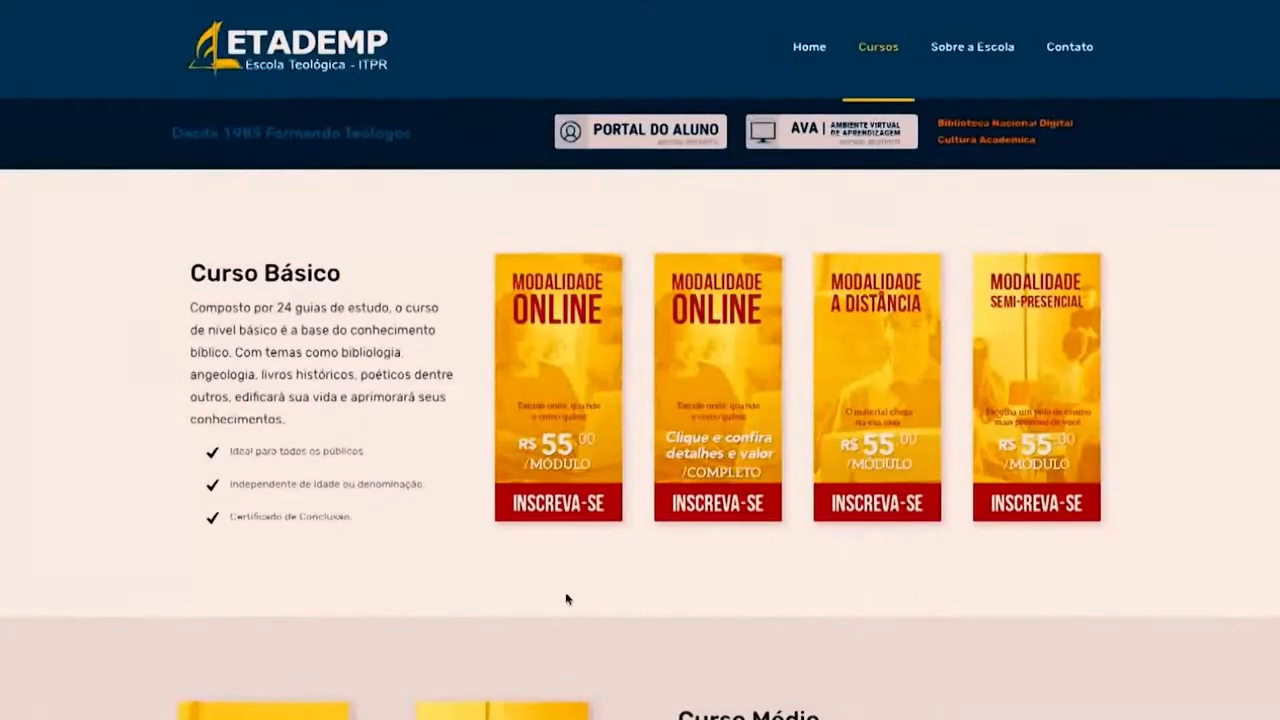 ETADEMP
Escola Teológica - ITPR
Home
Cursos
Sobre a Escola
Contato
Desde 1985 Formando Teólogos
PORTAL DO ALUNO
AVA | AMBIENTE VIRTUAL
DE APRENDIZAGEM
Biblioteca Nacional Digital
Cultura Academica
Curso Básico
Composto por 24 guias de estudo, o curso
de nivel básico é a base do conhecimento
bíblico. Com temas como bibliologia,
angeologia, livros históricos, poéticos dentre
outros, edificará sua vida e aprimorará seus
conhecimentos.
Ideal para todos os públicos
Independente de idade ou denominação.
Certificado de Conclusão.
MODALIDADE
ONLINE
Estude onde, quando
e como quiser
R$ 55,00
/MÓDULO
INSCREVA-SE
MODALIDADE
ONLINE
Estude onde, quando
e como quiser
Clique e confira
detalhes e valor
/COMPLETO
INSCREVA-SE
MODALIDADE
A DISTÂNCIA
O material chega
na sua casa
R$ 55,00
/MÓDULO
INSCREVA-SE
MODALIDADE
SEMI-PRESENCIAL
Escolha um pólo de ensino
mais próximo de você
R$ 55,00
/MÓDULO
INSCREVA-SE
Curso Médio